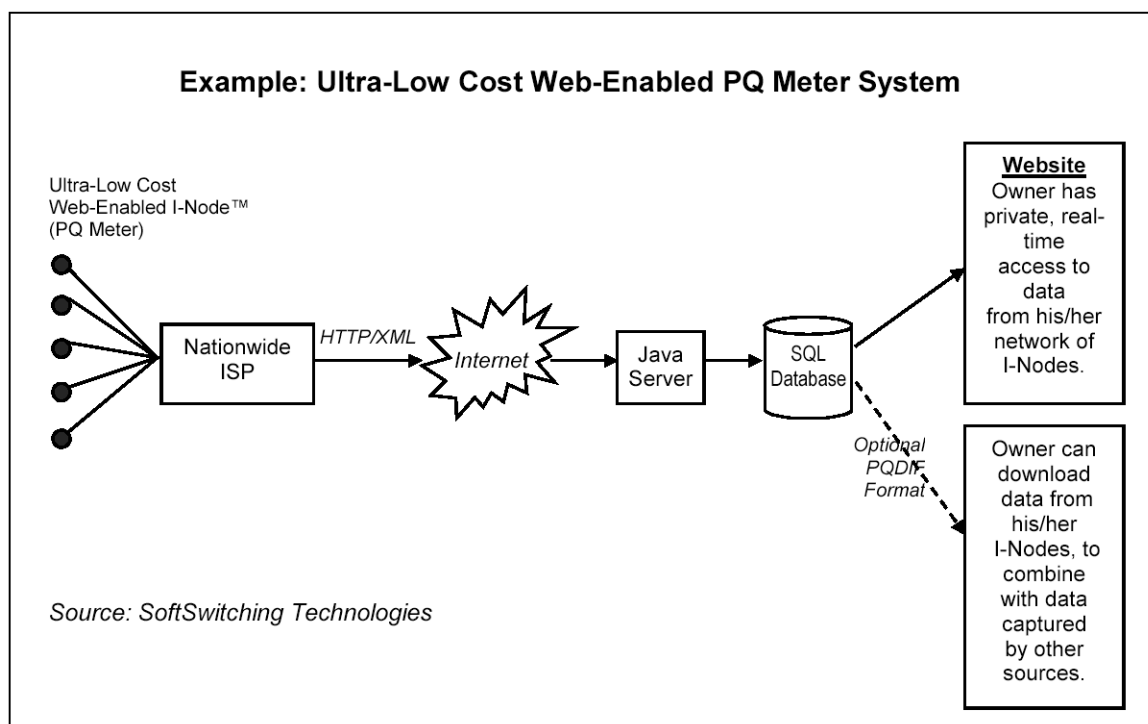 Example: Ultra-Low Cost Web-Enabled PQ Meter System
Ultra-Low Cost
Web-Enabled I-Node™
(PQ Meter)
Nationwide
ISP
HTTP/XML
Internet
Java
Server
SQL
Database
Website
Owner has
private, real-
time
access to
data
from his/her
network of
I-Nodes.
Optional
PQDIF
Format
Owner can
download
data from
his/her
I-Nodes, to
combine
with data
captured
by other
sources.
Source: SoftSwitching Technologies